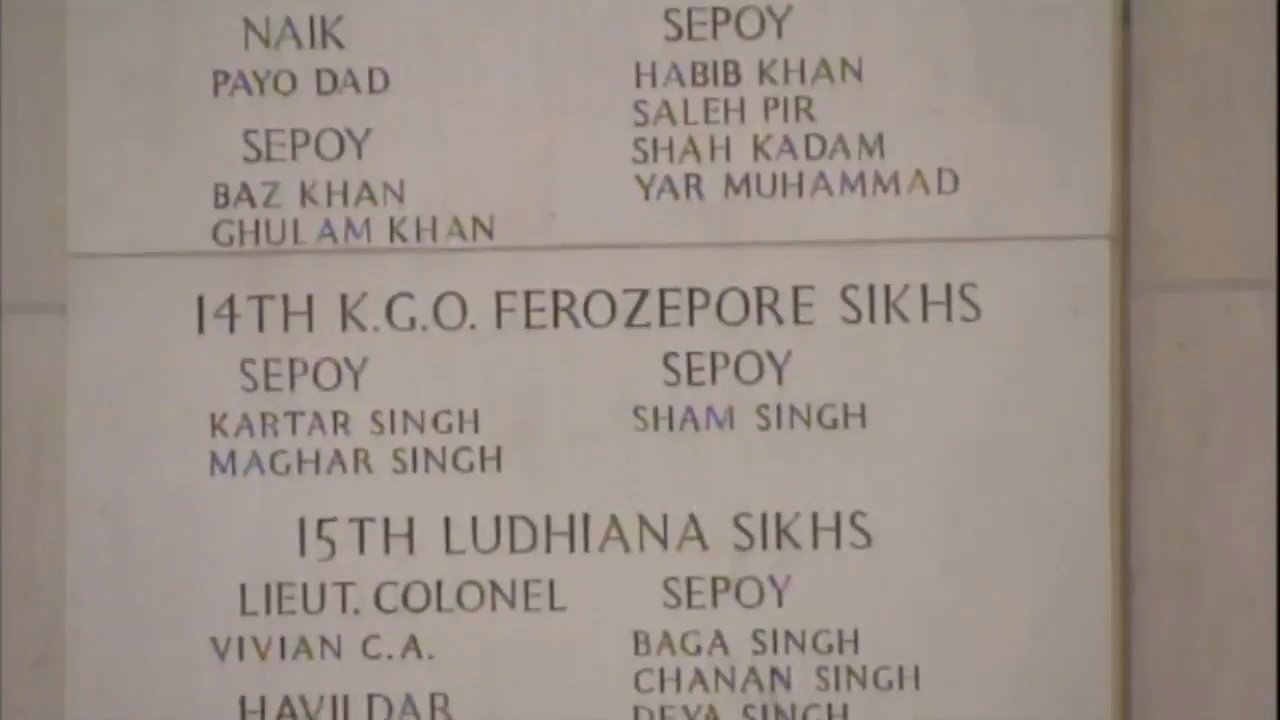 NAIK
PAYO DAD
SEPOY
BAZ KHAN
GHULAM KHAN
SEPOY
HABIB KHAN
SALEH PIR
SHAH KADAM
YAR MUHAMMAD
14TH K.G.O. FEROZEPORE SIKHS
SEPOY
KARTAR SINGH
MAGHAR SINGH
SEPOY
SHAM SINGH
15TH LUDHIANA SIKHS
LIEUT. COLONEL
VIVIAN C.A.
HAVILDAR
SEPOY
BAGA SINGH
CHANAN SINGH
DEVA SINGH